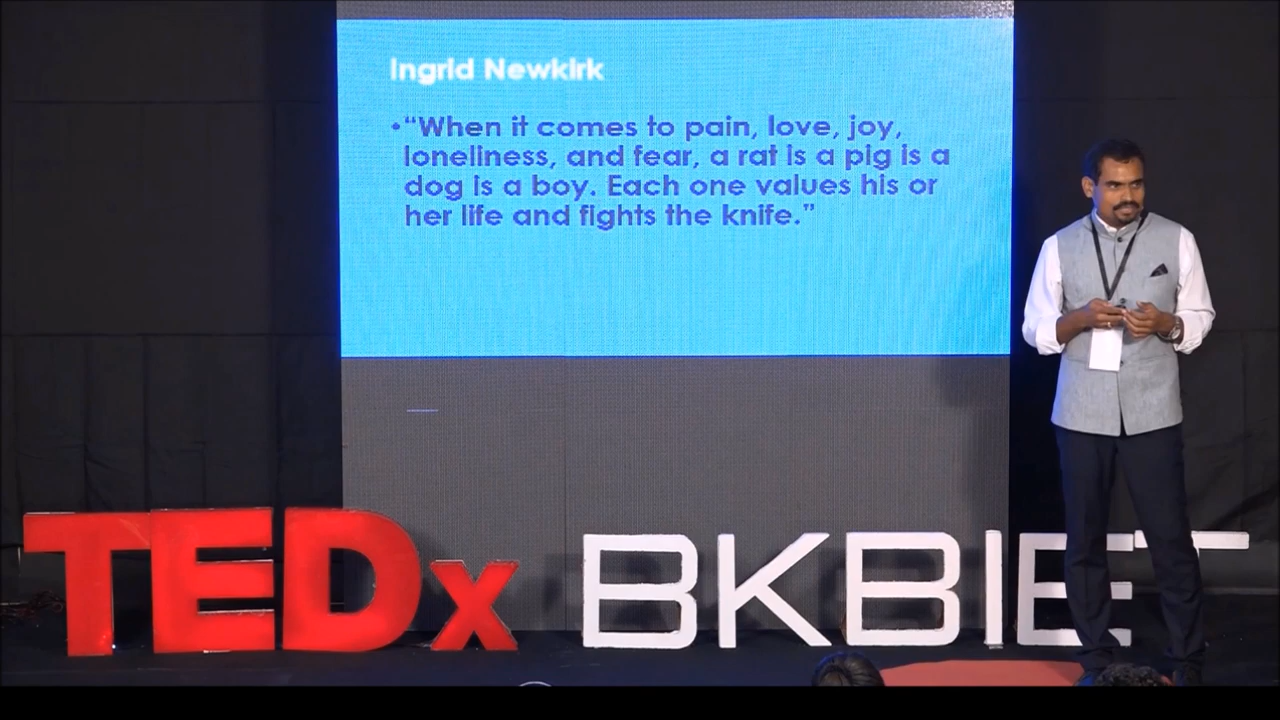 Ingrid Newkirk
•“When it comes to pain, love, joy,
loneliness, and fear, a rat is a pig is a
dog is a boy. Each one values his or
her life and fights the knife.”
TEDx BKBIET